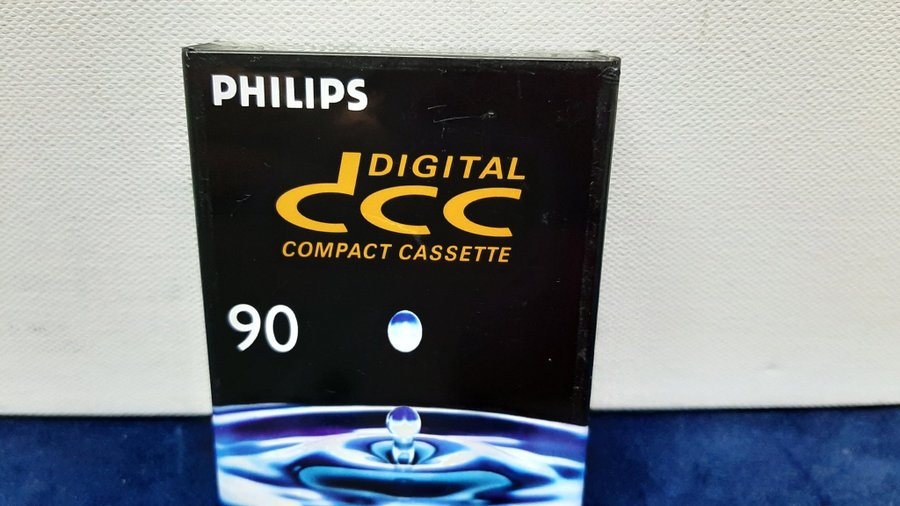 PHILIPS
DIGITAL
dcc
COMPACT CASSETTE
90